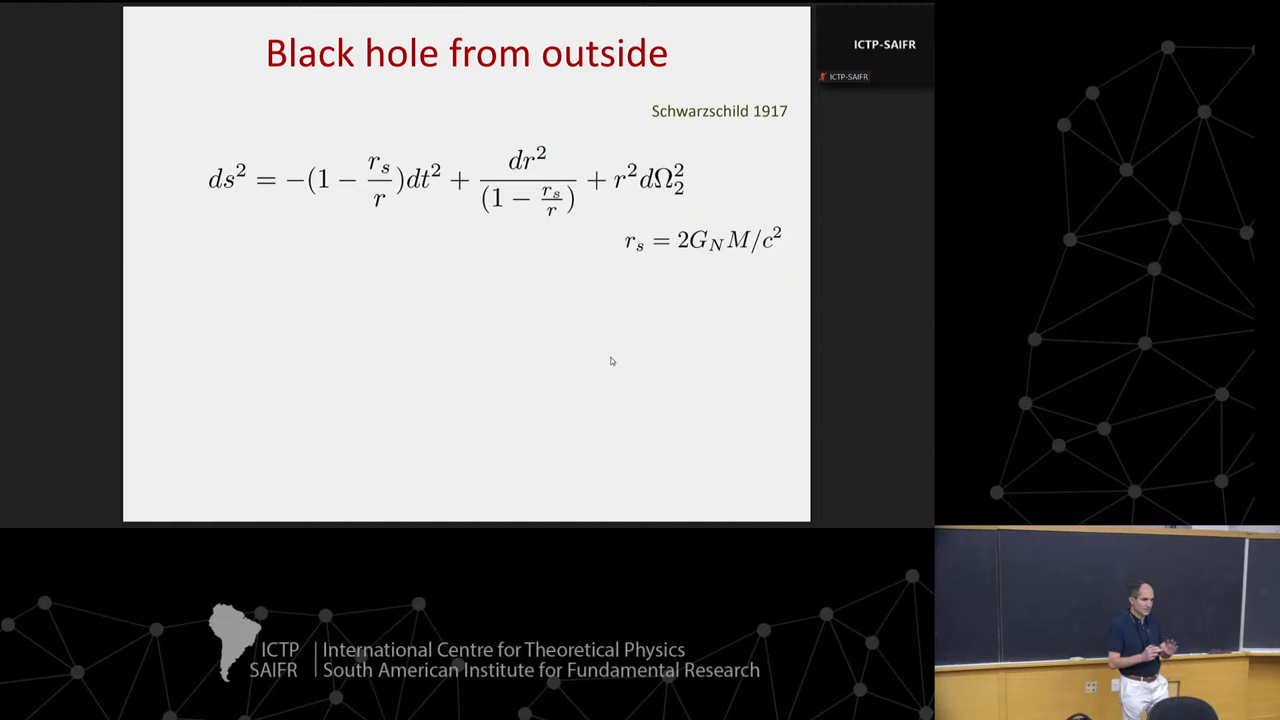 Black hole from outside
ICTP-SAIFR
ICTP-SAIFR
Schwarzschild 1917
ds² = −(1 − r_s/r)dt² + dr²/(1 − r_s/r) + r²dΩ₂²
r_s = 2G_N M/c²
ICTP International Centre for Theoretical Physics
SAIFR South American Institute for Fundamental Research